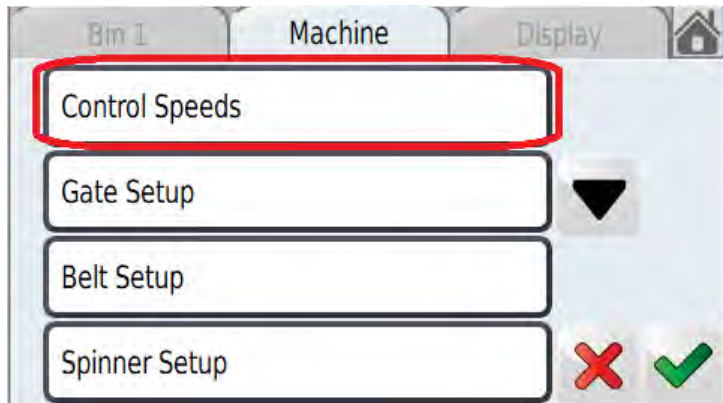 Bin 1 Machine Display
Control Speeds
Gate Setup
Belt Setup
Spinner Setup